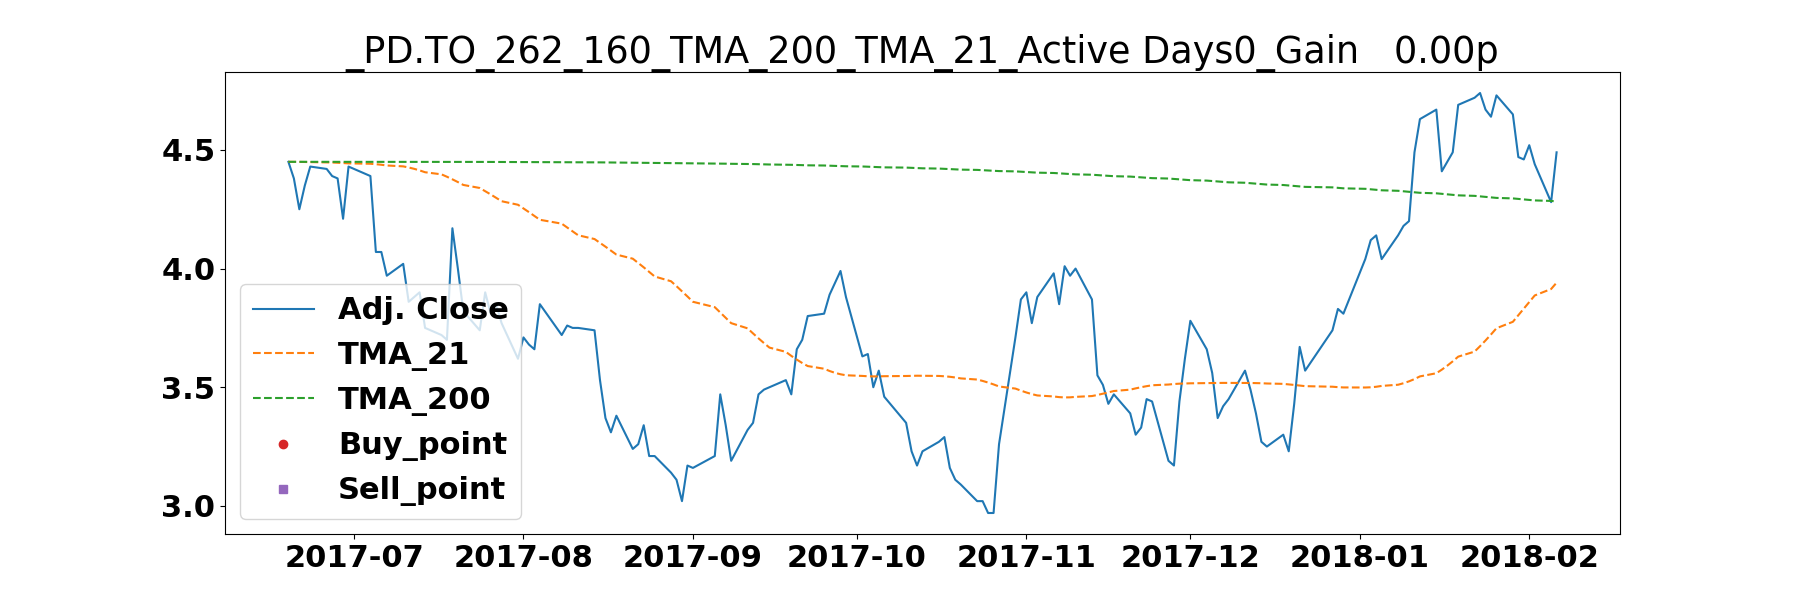 _PD.TO_262_160_TMA_200_TMA_21_Active Days0_Gain   0.00p
4.5
4.0
3.5
3.0
Adj. Close
TMA_21
TMA_200
Buy_point
Sell_point
2017-07 2017-08 2017-09 2017-10 2017-11 2017-12 2018-01 2018-02